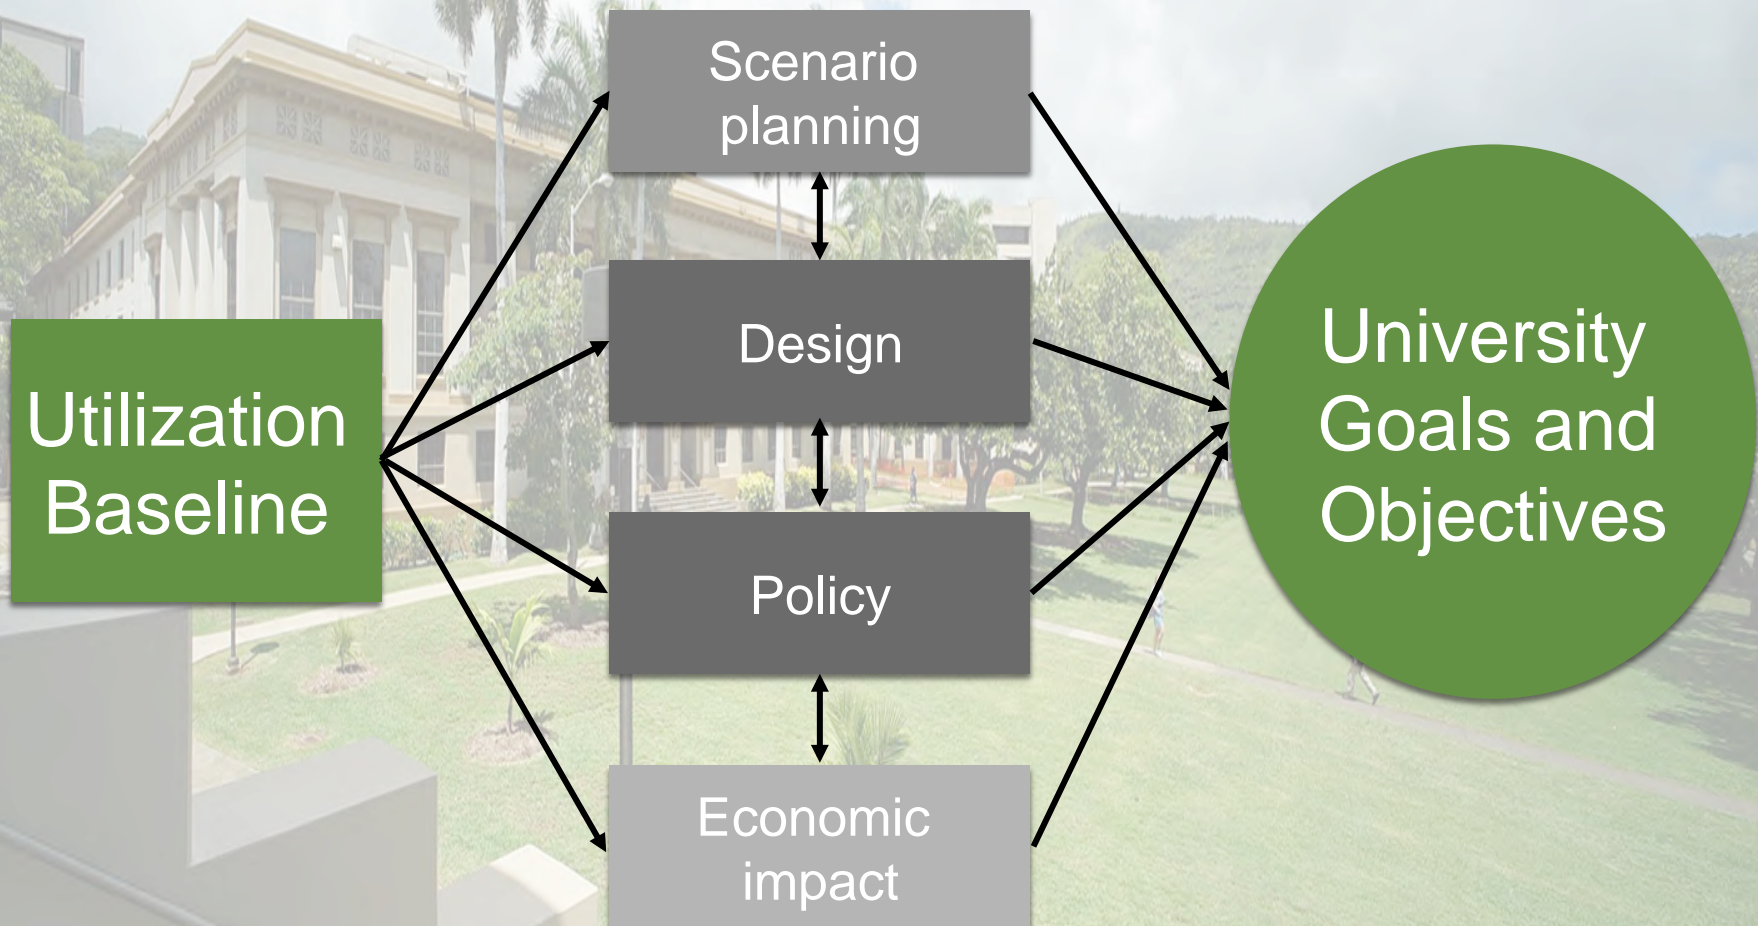 Scenario
planning
Design
Utilization
Baseline
University
Goals and
Objectives
Policy
Economic
impact